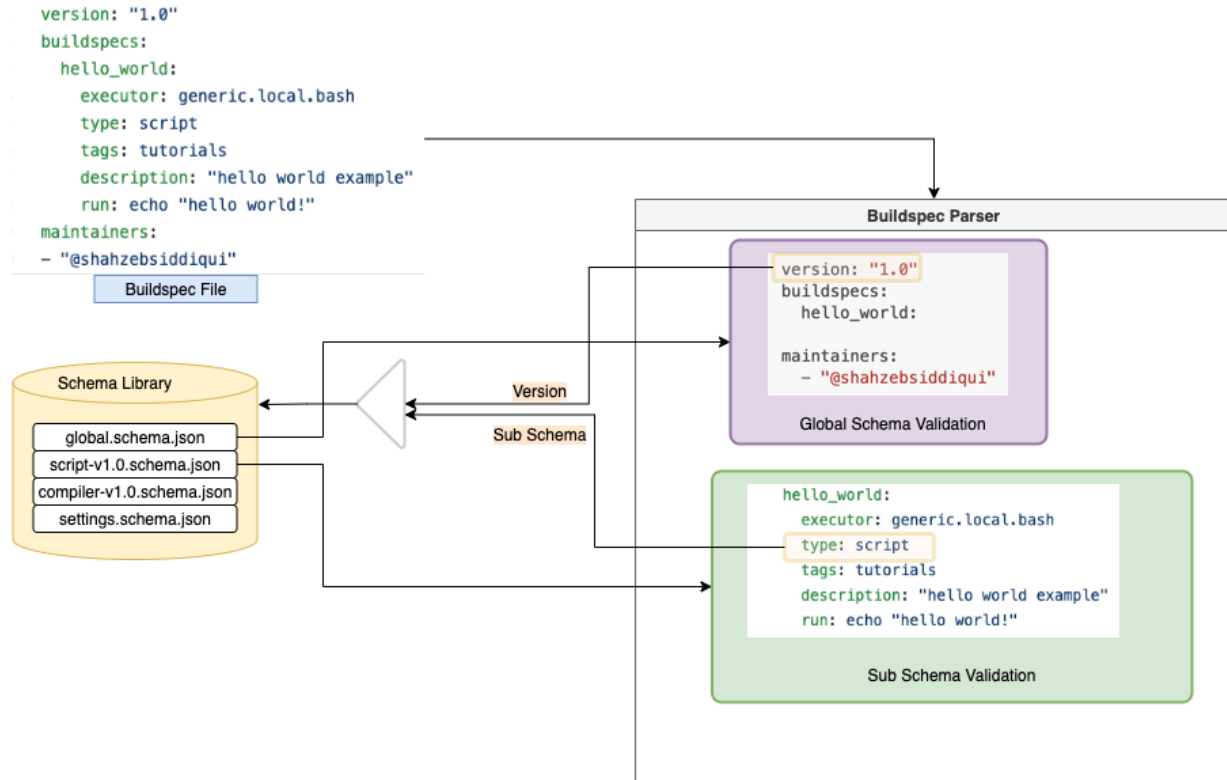 version: "1.0"
buildspecs:
  hello_world:
    executor: generic.local.bash
    type: script
    tags: tutorials
    description: "hello world example"
    run: echo "hello world!"
maintainers:
- "@shahzebsiddiqui"
Buildspec File
Buildspec Parser
version: "1.0"
buildspecs:
  hello_world:
maintainers:
  - "@shahzebsiddiqui"
Global Schema Validation
Schema Library
global.schema.json
script-v1.0.schema.json
compiler-v1.0.schema.json
settings.schema.json
Version
Sub Schema
hello_world:
  executor: generic.local.bash
  type: script
  tags: tutorials
  description: "hello world example"
  run: echo "hello world!"
Sub Schema Validation